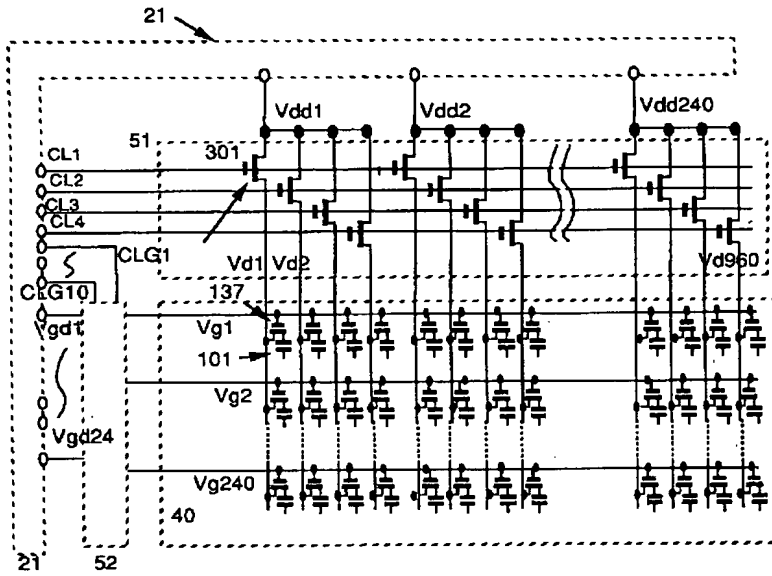 21
Vdd1
Vdd2
Vdd240
51
CL1
301
CL2
CL3
CL4
CLG1
Vd1 Vd2
Vd960
CLG10
137
Vgd1
Vg1
101
Vg2
Vgd24
Vg240
40
21
52